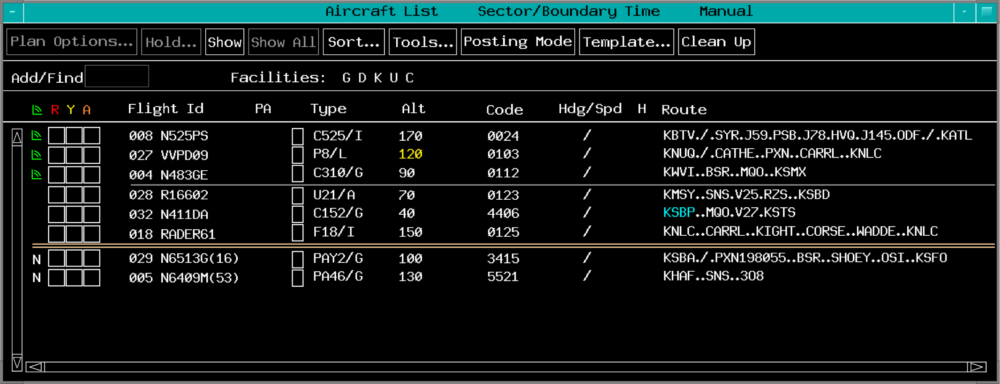 Aircraft List Sector/Boundary Time Manual
Plan Options... Hold... Show Show All Sort... Tools... Posting Mode Template... Clean Up
Add/Find Facilities: G D K U C
R Y A Flight Id PA Type Alt Code Hdg/Spd H Route
008 N525PS C525/I 170 0024 / KBTV./.SYR.J59.PSB.J78.HVQ.J145.ODF./.KATL
027 VVPD09 P8/L 120 0103 / KNUQ./.CATHE..PXN..CARRL..KNLC
004 N483GE C310/G 90 0112 / KWVI..BSR..MQO..KSMX
028 R16602 U21/A 70 0123 / KMSY..SNS.V25.RZS..KSBD
032 N411DA C152/G 40 4406 / KSBP..MQO.V27.KSTS
018 RADER61 F18/I 150 0125 / KNLC..CARRL..KIGHT..CORSE..WADDE..KNLC
N 029 N6513G(16) PAY2/G 100 3415 / KSBA./.PXN198055..BSR..SHOEY..OSI..KSFO
N 005 N6409M(53) PA46/G 130 5521 / KHAF..SNS..3O8